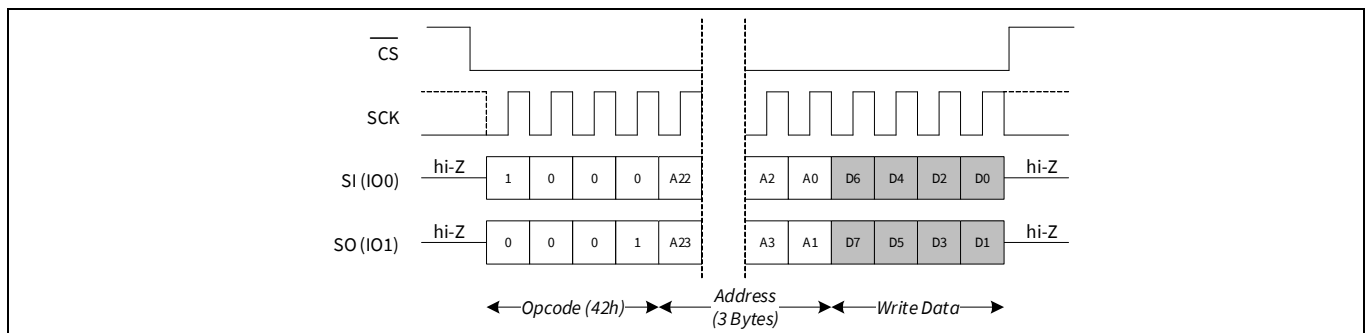 CS
SCK
hi-Z hi-Z
SI (IO0) 1 0 0 0 A22 A2 A0 D6 D4 D2 D0
hi-Z hi-Z
SO (IO1) 0 0 0 1 A23 A3 A1 D7 D5 D3 D1
Opcode (42h) Address Write Data
(3 Bytes)